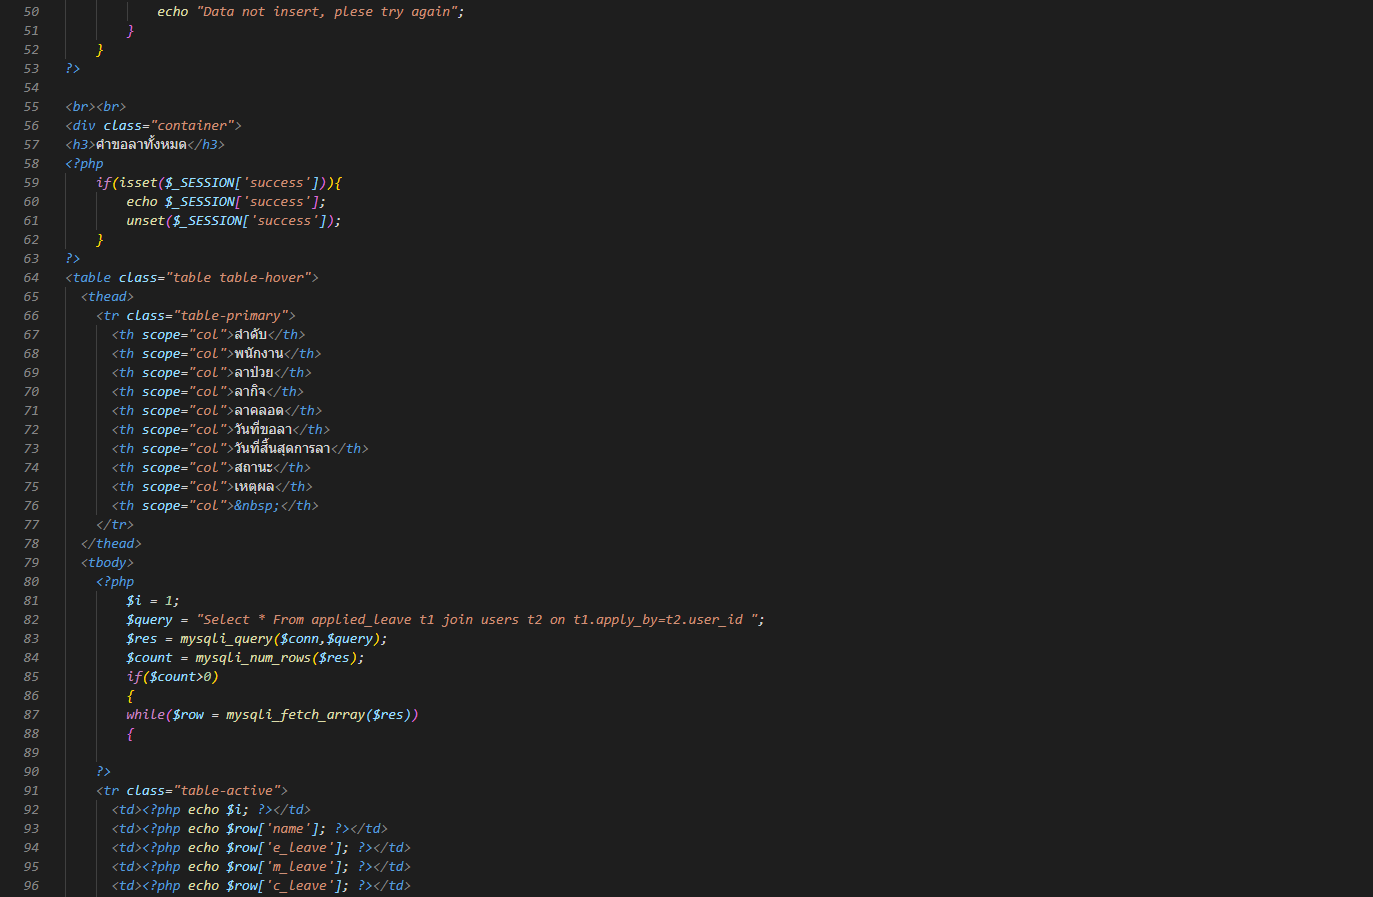 50 echo "Data not insert, plese try again";
51 }
52 }
53 ?>
54
55 <br><br>
56 <div class="container">
57 <h3>คำขอลาทั้งหมด</h3>
58 <?php
59 if(isset($_SESSION['success'])){
60 echo $_SESSION['success'];
61 unset($_SESSION['success']);
62 }
63 ?>
64 <table class="table table-hover">
65 <thead>
66 <tr class="table-primary">
67 <th scope="col">ลำดับ</th>
68 <th scope="col">พนักงาน</th>
69 <th scope="col">ลาป่วย</th>
70 <th scope="col">ลากิจ</th>
71 <th scope="col">ลาคลอด</th>
72 <th scope="col">วันที่ขอลา</th>
73 <th scope="col">วันที่สิ้นสุดการลา</th>
74 <th scope="col">สถานะ</th>
75 <th scope="col">เหตุผล</th>
76 <th scope="col">&nbsp;</th>
77 </tr>
78 </thead>
79 <tbody>
80 <?php
81 $i = 1;
82 $query = "Select * From applied_leave t1 join users t2 on t1.apply_by=t2.user_id ";
83 $res = mysqli_query($conn,$query);
84 $count = mysqli_num_rows($res);
85 if($count>0)
86 {
87 while($row = mysqli_fetch_array($res))
88 {
89
90 ?>
91 <tr class="table-active">
92 <td><?php echo $i; ?></td>
93 <td><?php echo $row['name']; ?></td>
94 <td><?php echo $row['e_leave']; ?></td>
95 <td><?php echo $row['m_leave']; ?></td>
96 <td><?php echo $row['c_leave']; ?></td>